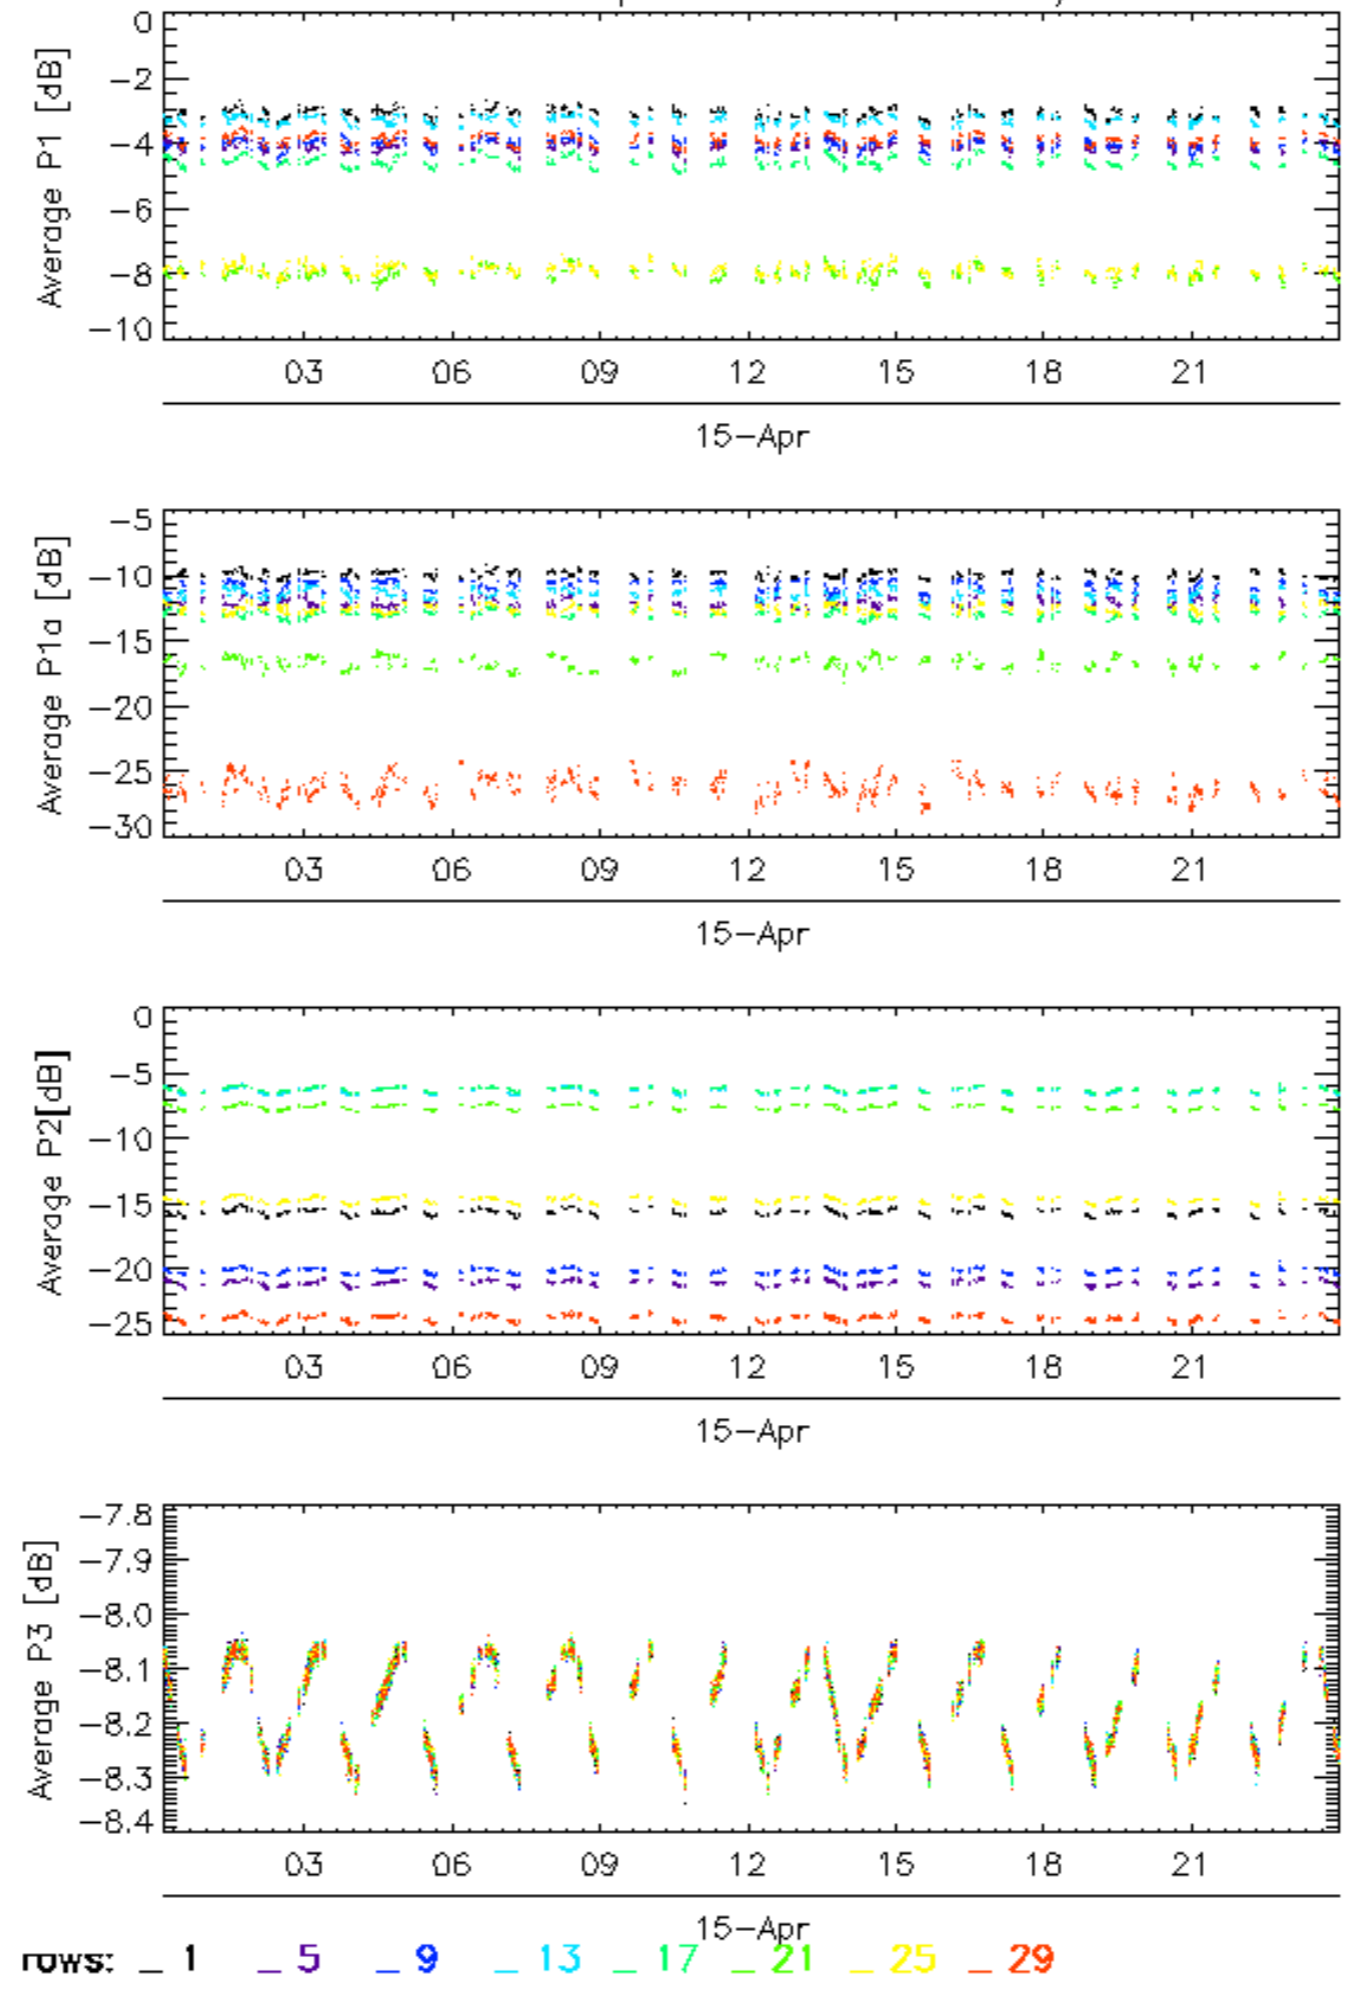 0
−2
−4
−6
−8
−10
Average P1 [dB]
03 06 09 12 15 18 21
15−Apr
−5
−10
−15
−20
−25
−30
Average P1a [dB]
03 06 09 12 15 18 21
15−Apr
0
−5
−10
−15
−20
−25
Average P2[dB]
03 06 09 12 15 18 21
15−Apr
−7.8
−7.9
−8.0
−8.1
−8.2
−8.3
−8.4
Average P3 [dB]
03 06 09 12 15 18 21
15−Apr
rows: _ 1 _ 5 _ 9 _ 13 _ 17 _ 21 _ 25 _ 29